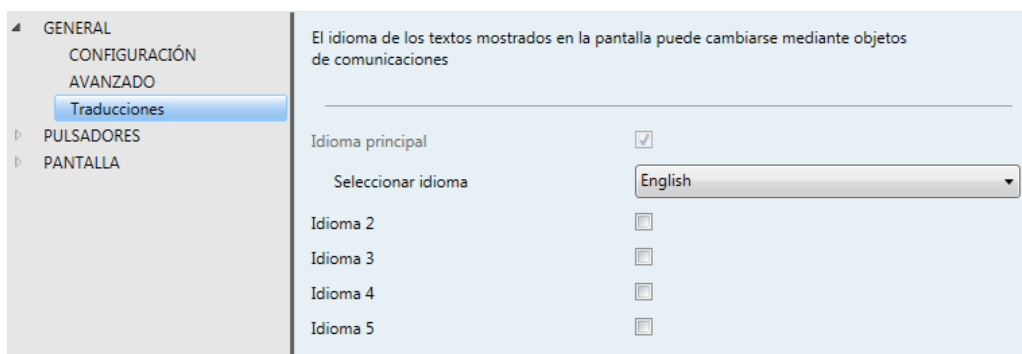 GENERAL
CONFIGURACIÓN
AVANZADO
Traducciones
PULSADORES
PANTALLA
El idioma de los textos mostrados en la pantalla puede cambiarse mediante objetos
de comunicaciones
Idioma principal
Seleccionar idioma English
Idioma 2
Idioma 3
Idioma 4
Idioma 5